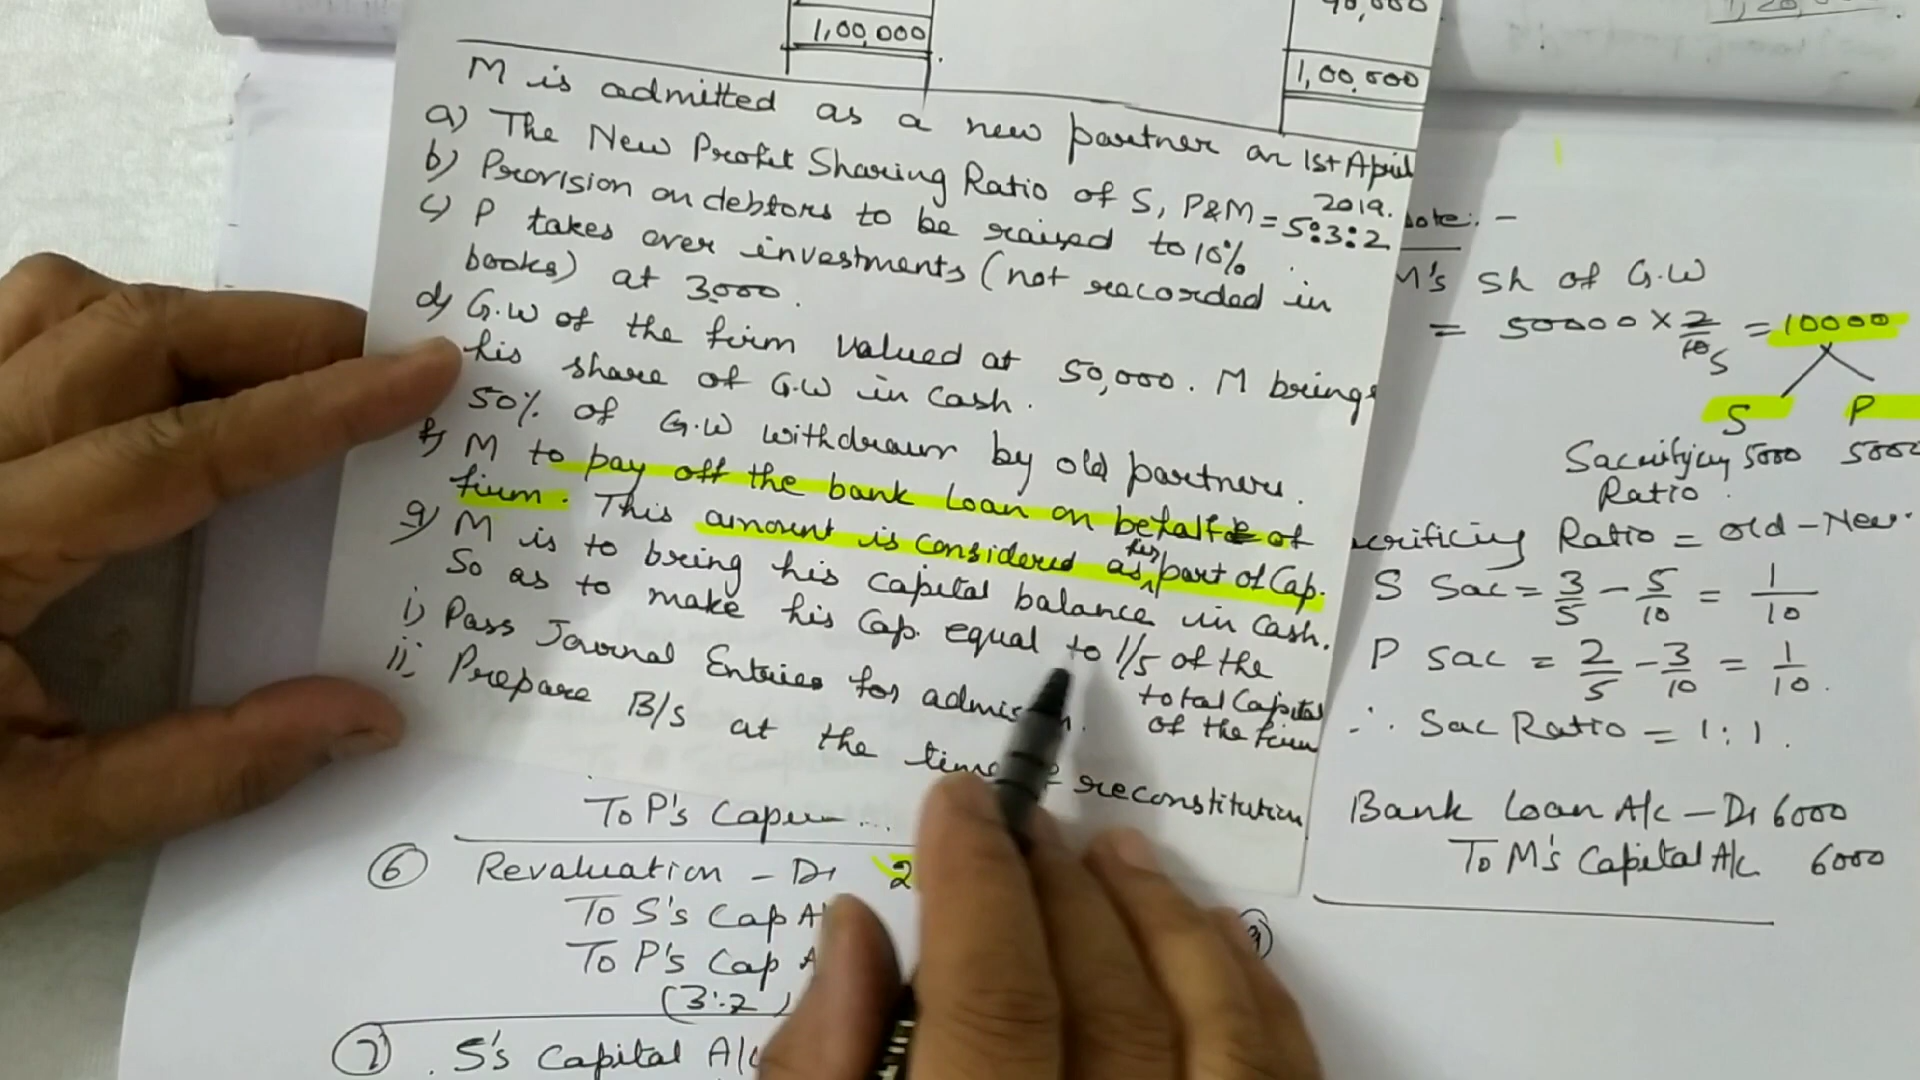 1,00,000
1,00,000
M is admitted as a new partner on 1st April 2019.
a) The New Profit Sharing Ratio of S, P&M = 5:3:2
b) Provision on debtors to be raised to 10%.
c) P takes over investments (not recorded in
books) at 3000.
d) G.W of the firm valued at 50,000. M brings
his share of G.W in cash.
50% of G.W withdrawn by old partners.
f) M to pay off the bank loan on behalf of
firm. This amount is considered as his part of Cap.
g) M is to bring his capital balance in cash.
So as to make his Cap. equal to 1/5 of the
total Capital
of the firm
i) Pass Journal Entries for
ii) Prepare B/s at the reconstitution
To P's
6 Revaluation - Dr 2
To S's Cap
To P's Cap
(3:2)
7 S's Capital A/c
M's Sh of G.W
= 50000 × 2/10 = 10000
5
S P
Sacrificing 5000 5000
Ratio.
Ratio = Old - New.
S Sac = 3/5 - 5/10 = 1/10
P Sac = 2/5 - 3/10 = 1/10.
∴ Sac Ratio = 1:1.
Bank Loan A/c - Dr 6000
To M's Capital A/c 6000